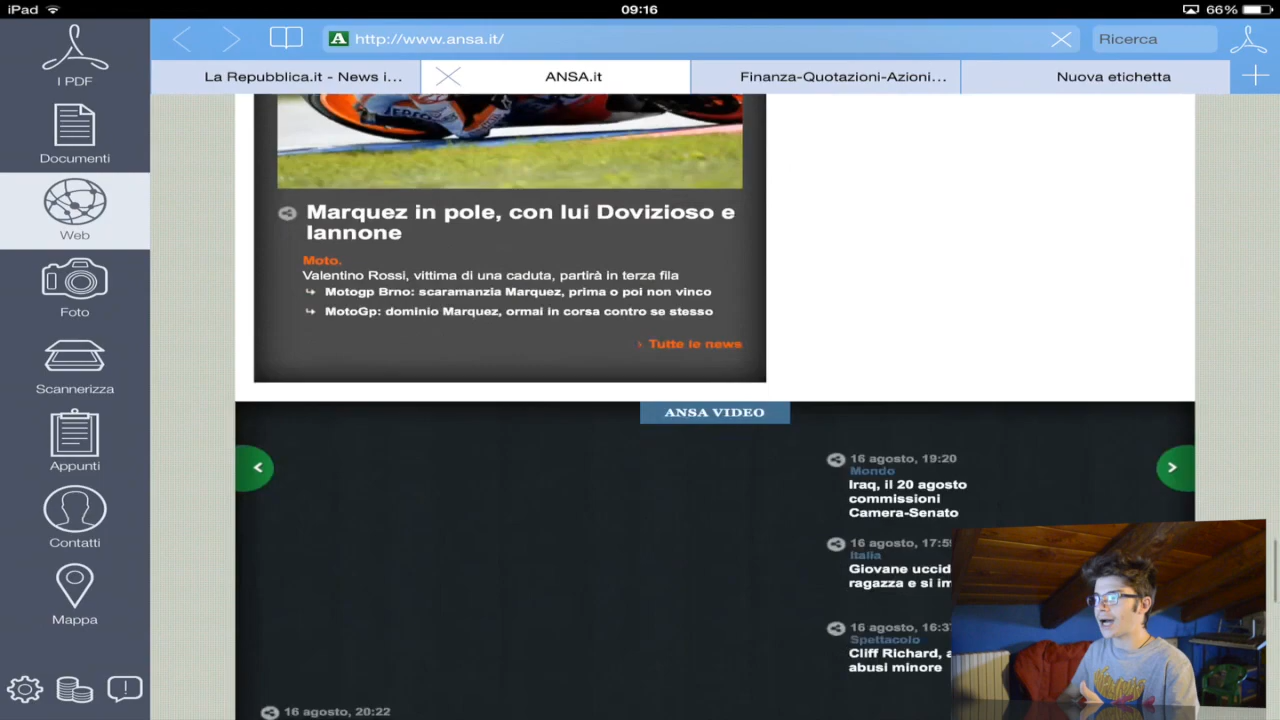 iPad
09:16
66%
http://www.ansa.it/
Ricerca
La Repubblica.it - News i...
ANSA.it
Finanza-Quotazioni-Azioni...
Nuova etichetta
I PDF
Documenti
Web
Foto
Scannerizza
Appunti
Contatti
Mappa
Marquez in pole, con lui Dovizioso e
Iannone
Moto.
Valentino Rossi, vittima di una caduta, partirà in terza fila
Motogp Brno: scaramanzia Marquez, prima o poi non vinco
MotoGp: dominio Marquez, ormai in corsa contro se stesso
› Tutte le news
ANSA VIDEO
16 agosto, 19:20
Mondo
Iraq, il 20 agosto
commissioni
Camera-Senato
16 agosto, 17:5
Italia
Giovane uccid
ragazza e si
16 agosto, 16:37
Spettacolo
Cliff Richard,
abusi minore
16 agosto, 20:22